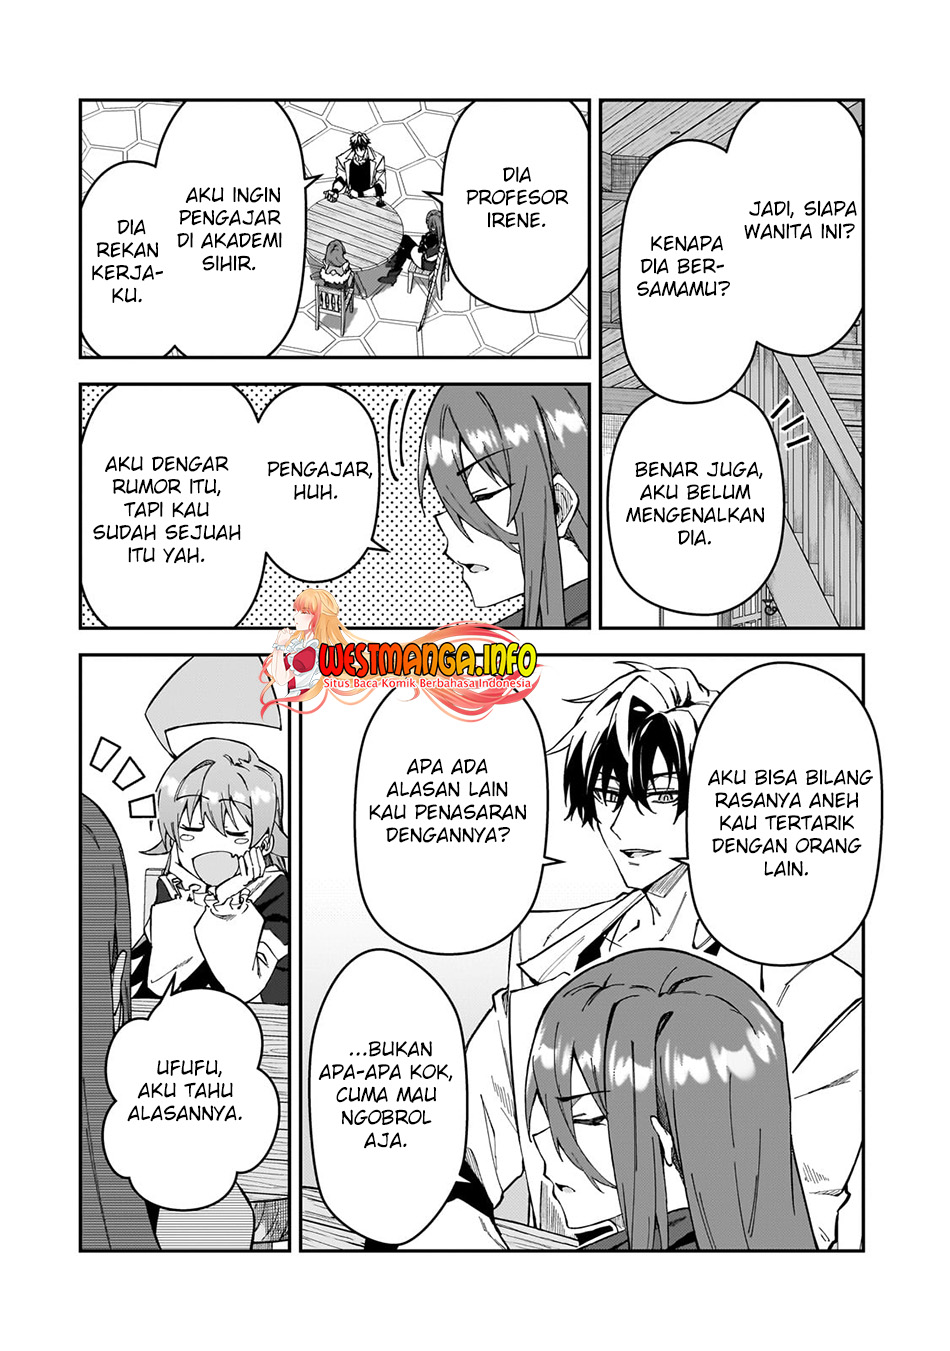 JADI, SIAPA
WANITA INI?
KENAPA
DIA BER-
SAMAMU?
BENAR JUGA,
AKU BELUM
MENGENALKAN
DIA.
DIA
PROFESOR
IRENE.
AKU INGIN
PENGAJAR
DI AKADEMI
SIHIR.
DIA
REKAN
KERJA-
KU.
PENGAJAR,
HUH.
AKU DENGAR
RUMOR ITU,
TAPI KAU
SUDAH SEJUAH
ITU YAH.
WESTMANGA.INFO
Situs Baca Komik Berbahasa Indonesia
AKU BISA BILANG
RASANYA ANEH
KAU TERTARIK
DENGAN ORANG
LAIN.
APA ADA
ALASAN LAIN
KAU PENASARAN
DENGANNYA?
...BUKAN
APA-APA KOK,
CUMA MAU
NGOBROL
AJA.
UFUFU,
AKU TAHU
ALASANNYA.